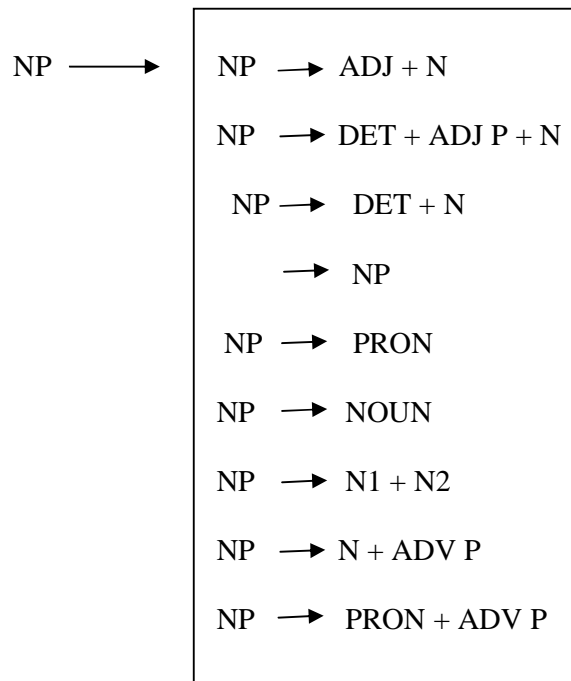 NP → NP → ADJ + N
NP → DET + ADJ P + N
NP → DET + N
→ NP
NP → PRON
NP → NOUN
NP → N1 + N2
NP → N + ADV P
NP → PRON + ADV P